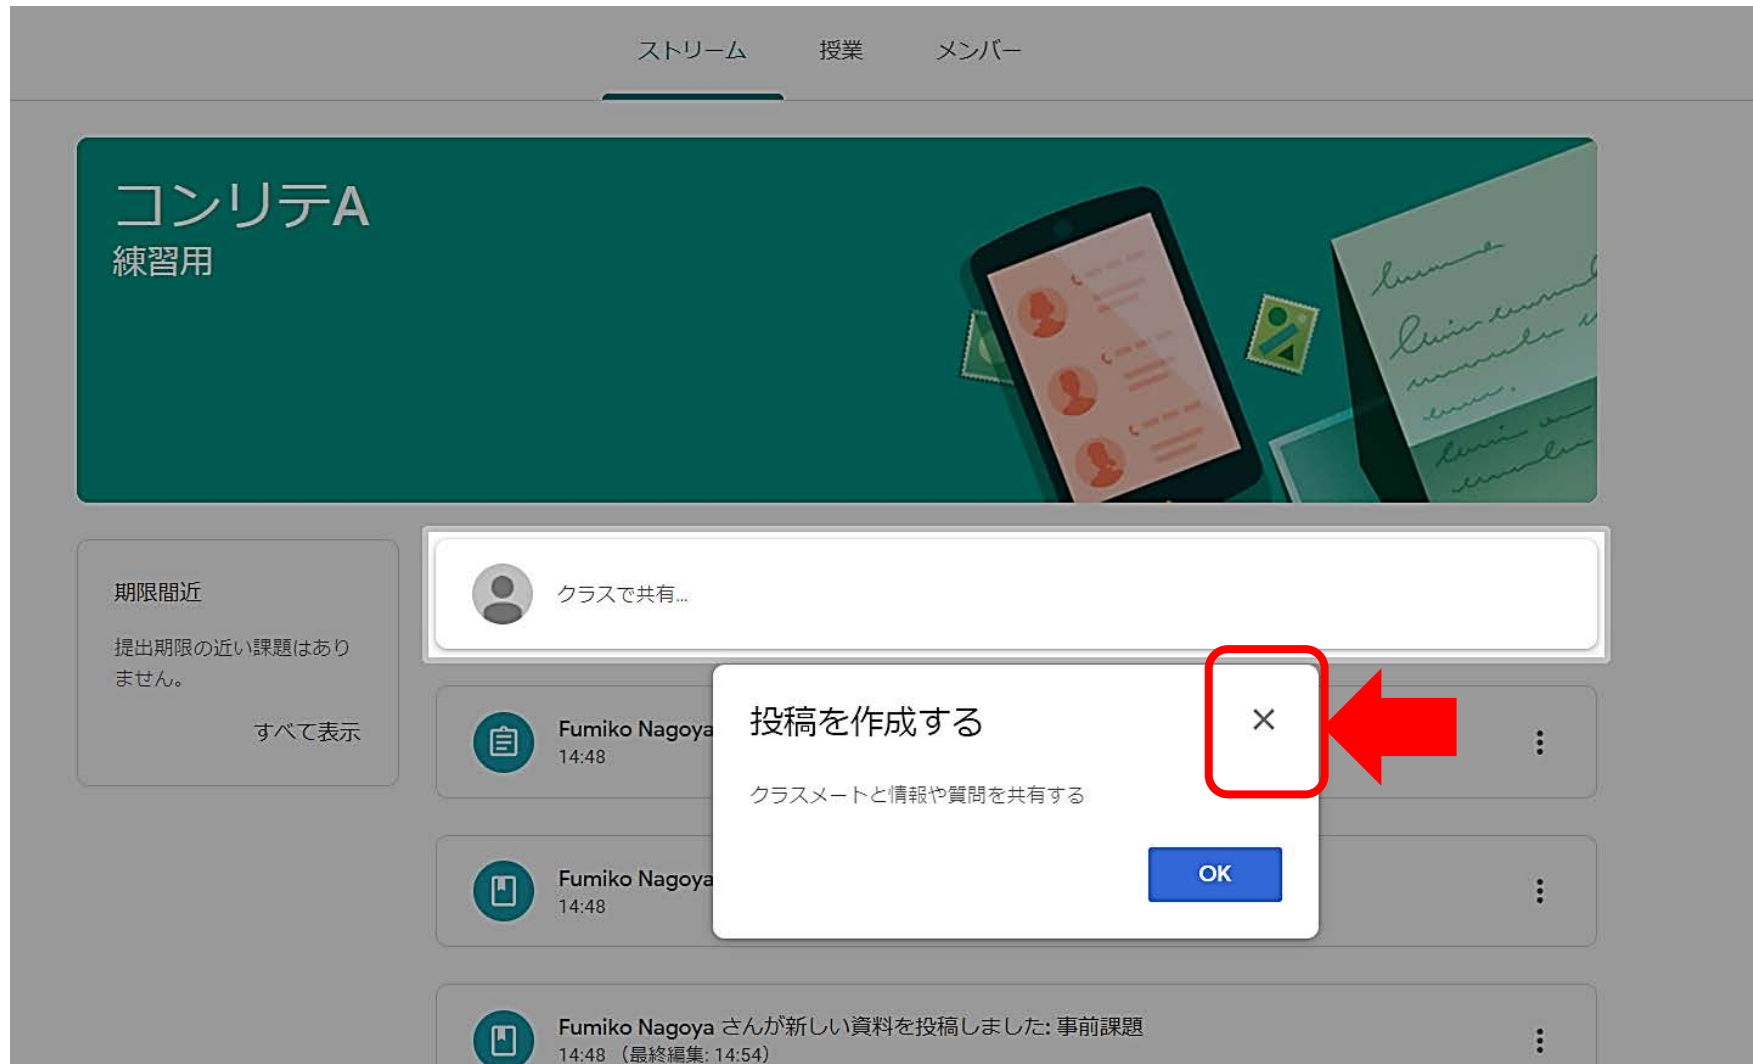 ストリーム 授業 メンバー
コンリテA
練習用
期限間近
提出期限の近い課題はあり
ません。
すべて表示
クラスで共有...
Fumiko Nagoya
14:48
投稿を作成する
クラスメートと情報や質問を共有する
OK
Fumiko Nagoya
14:48
Fumiko Nagoya さんが新しい資料を投稿しました: 事前課題
14:48 （最終編集: 14:54）